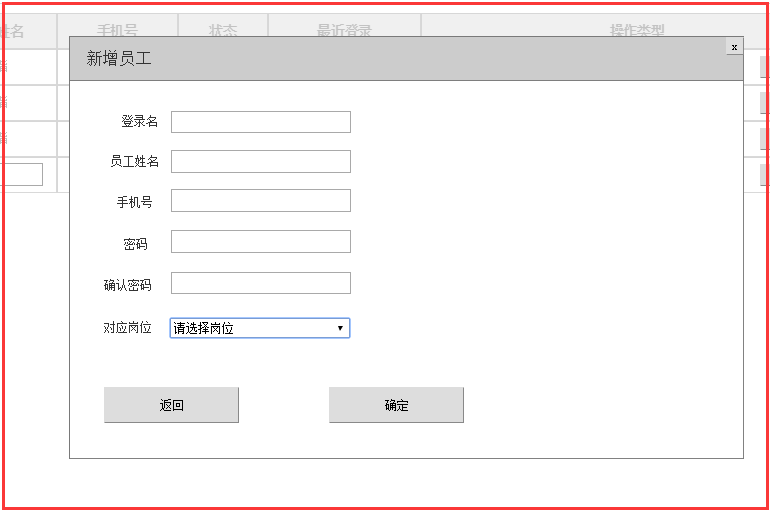 姓名 手机号 状态 最近登录 操作类型
新增员工 x
登录名
员工姓名
手机号
密码
确认密码
对应岗位 请选择岗位
返回 确定